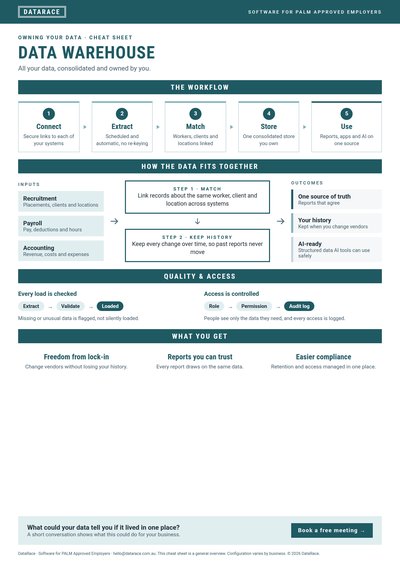 DATARACE
SOFTWARE FOR PALM APPROVED EMPLOYERS
OWNING YOUR DATA · CHEAT SHEET
DATA WAREHOUSE
All your data, consolidated and owned by you.
THE WORKFLOW
1
Connect
Secure links to each of
your systems
2
Extract
Scheduled and
automatic, no re-keying
3
Match
Workers, clients and
locations linked
4
Store
One consolidated store
you own
5
Use
Reports, apps and AI on
one source
HOW THE DATA FITS TOGETHER
INPUTS
Recruitment
Placements, clients and locations
Payroll
Pay, deductions and hours
Accounting
Revenue, costs and expenses
→
STEP 1 · MATCH
Link records about the same worker, client and
location across systems
↓
STEP 2 · KEEP HISTORY
Keep every change over time, so past reports never
move
→
OUTCOMES
One source of truth
Reports that agree
Your history
Kept when you change vendors
AI-ready
Structured data AI tools can use
safely
QUALITY & ACCESS
Every load is checked
Extract → Validate → Loaded
Missing or unusual data is flagged, not silently loaded
Access is controlled
Role → Permission → Audit log
People see only the data they need, and every access is logged.
WHAT YOU GET
Freedom from lock-in
Change vendors without losing your history.
Reports you can trust
Every report draws on the same data.
Easier compliance
Retention and access managed in one place.
What could your data tell you if it lived in one place?
A short conversation shows what this could do for your business.
Book a free meeting →
DataRace · Software for PALM Approved Employers · hello@datarace.com.au. This cheat sheet is a general overview. Configuration varies by business. © 2026 DataRace.